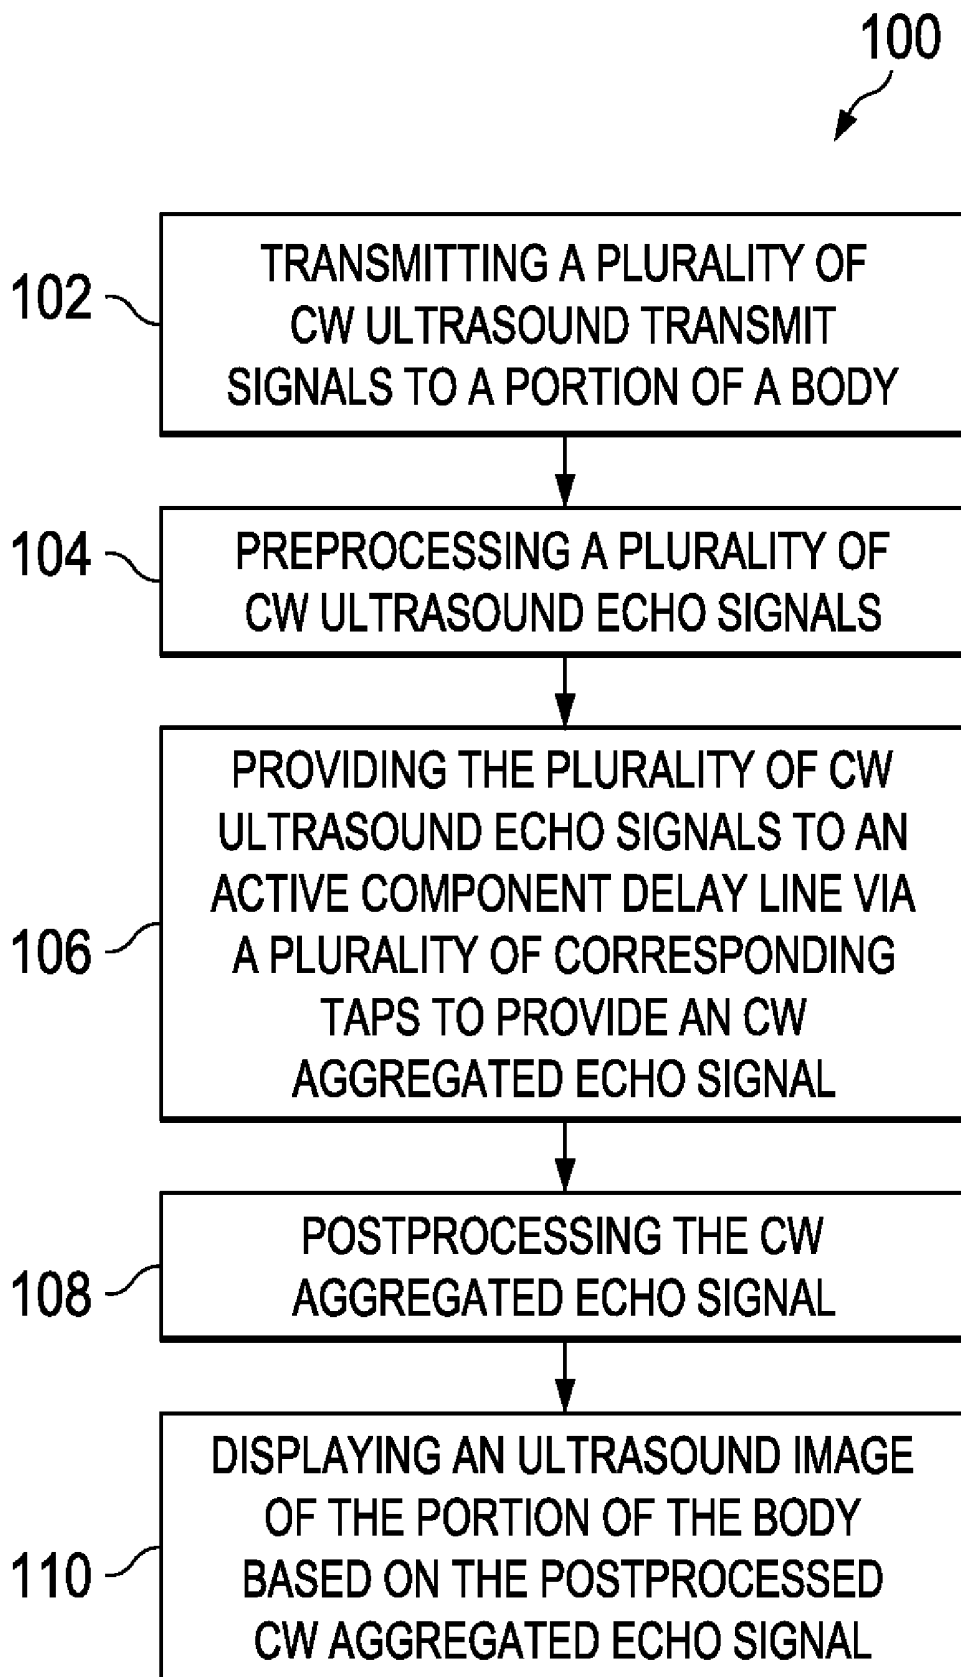 100
102
TRANSMITTING A PLURALITY OF
CW ULTRASOUND TRANSMIT
SIGNALS TO A PORTION OF A BODY
104
PREPROCESSING A PLURALITY OF
CW ULTRASOUND ECHO SIGNALS
106
PROVIDING THE PLURALITY OF CW
ULTRASOUND ECHO SIGNALS TO AN
ACTIVE COMPONENT DELAY LINE VIA
A PLURALITY OF CORRESPONDING
TAPS TO PROVIDE AN CW
AGGREGATED ECHO SIGNAL
108
POSTPROCESSING THE CW
AGGREGATED ECHO SIGNAL
110
DISPLAYING AN ULTRASOUND IMAGE
OF THE PORTION OF THE BODY
BASED ON THE POSTPROCESSED
CW AGGREGATED ECHO SIGNAL